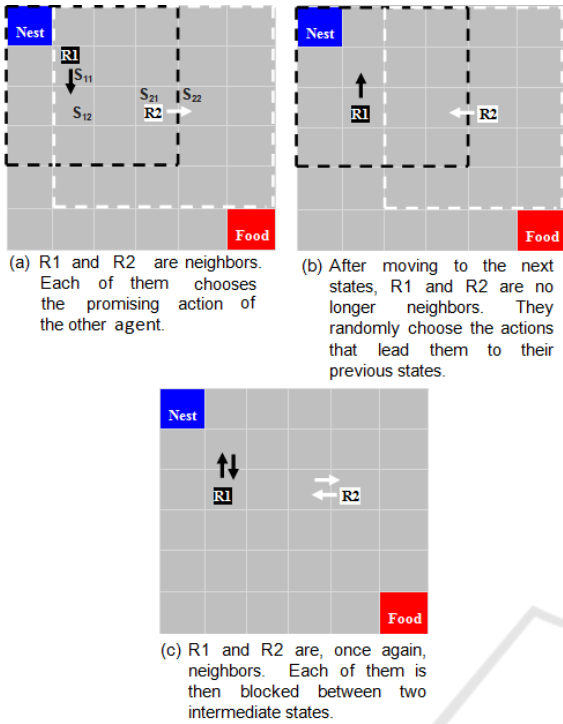 Nest
R1
S11
S21 S22
S12 R2
Food
(a) R1 and R2 are neighbors.
Each of them chooses
the promising action of
the other agent.
Nest
R1 R2
Food
(b) After moving to the next
states, R1 and R2 are no
longer neighbors. They
randomly choose the actions
that lead them to their
previous states.
Nest
R1 R2
Food
(c) R1 and R2 are, once again,
neighbors. Each of them is
then blocked between two
intermediate states.